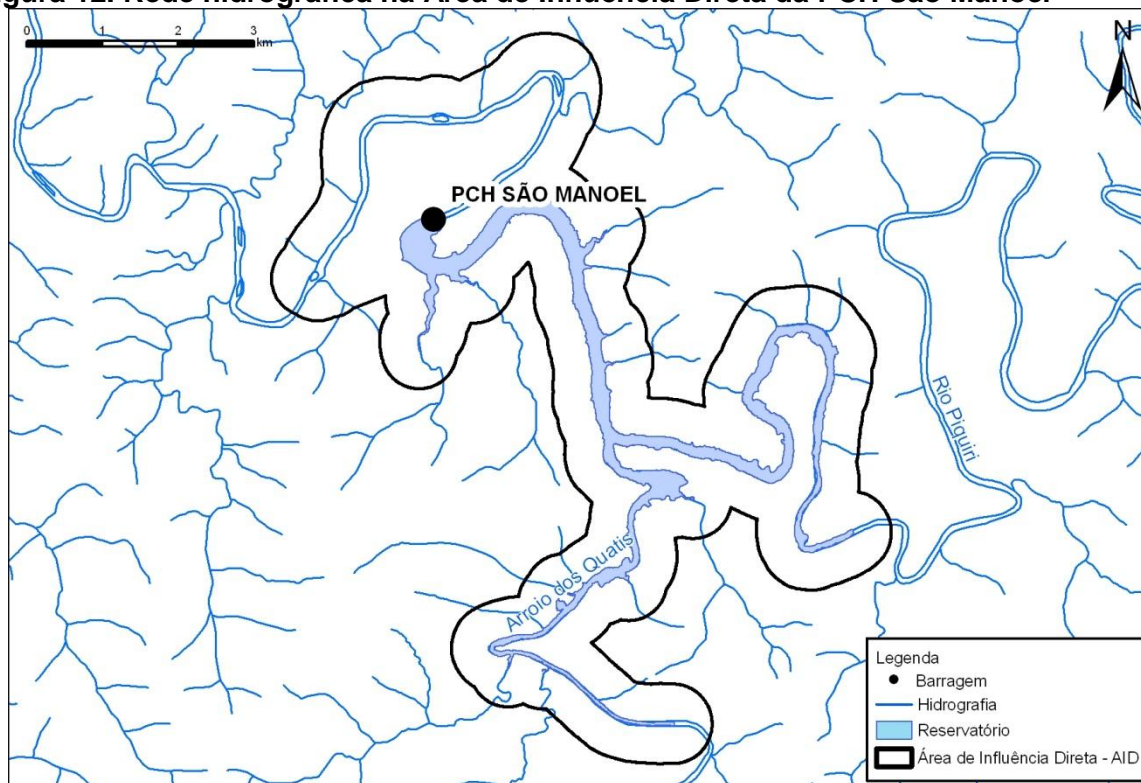 gura 12. Rede hidrográfica na Área de Influência Direta da PCH São Manoel
0 1 2 3
km
N
PCH SÃO MANOEL
Rio Piquiri
Arroio dos Quatis
Legenda
Barragem
Hidrografia
Reservatório
Área de Influência Direta - AID